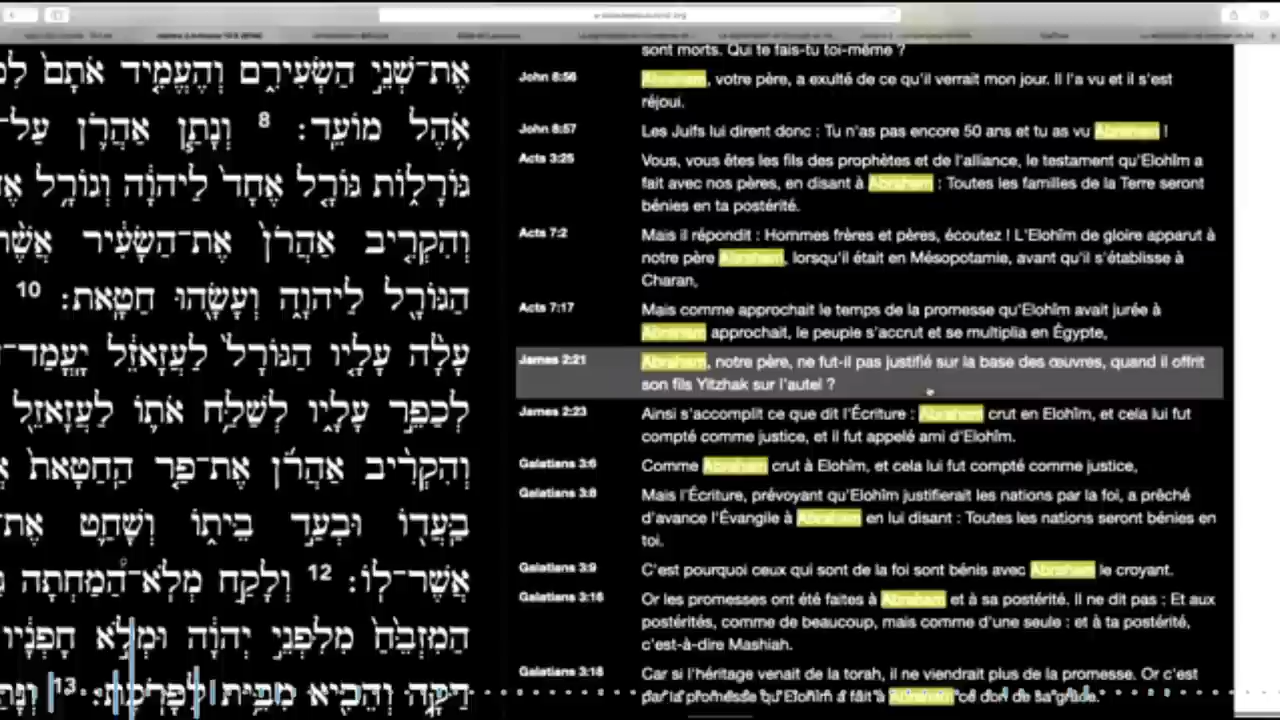 אֶת־שְׁנֵ֣י הַשְּׂעִירִ֑ם וְהֶעֱמִ֤יד אֹתָם֙
אֹ֥הֶל מוֹעֵֽד׃ 8 וְנָתַ֧ן אַהֲרֹ֛ן עַל־
גּוֹרָל֑וֹת גּוֹרָ֤ל אֶחָד֙ לַיהוָ֔ה וְגוֹרָ֥ל
וְהִקְרִ֤יב אַהֲרֹן֙ אֶת־הַשָּׂעִ֔יר
הַגּוֹרָ֖ל לַיהוָ֑ה וְעָשָׂ֖הוּ חַטָּֽאת׃ 10
עָלָ֨ה עָלָ֤יו הַגּוֹרָל֙ לַעֲזָאזֵ֔ל יָֽעֳמַד־
לְכַפֵּ֣ר עָלָ֑יו לְשַׁלַּ֥ח אֹת֛וֹ לַעֲזָאזֵ֖ל
וְהִקְרִ֨יב אַהֲרֹ֜ן אֶת־פַּ֤ר הַֽחַטָּאת֙
בַּֽעֲד֖וֹ וּבְעַ֣ד בֵּית֑וֹ וְשָׁחַ֛ט אֶת־
אֲשֶׁר־לֽוֹ׃ 12 וְלָקַ֣ח מְלֹֽא־הַ֠מַּחְתָּה
הַמִּזְבֵּ֙חַ֙ מִלִּפְנֵ֣י יְהוָ֔ה וּמְלֹ֣א חָפְנָ֔יו
דַּקָּ֑ה וְהֵבִ֖יא מִבֵּ֥ית לַפָּרֹֽכֶת׃ 13
sont morts. Qui te fais-tu toi-même ?
John 8:56 Abraham, votre père, a exulté de ce qu'il verrait mon jour. Il l'a vu et il s'est
réjoui.
John 8:57 Les Juifs lui dirent donc : Tu n'as pas encore 50 ans et tu as vu Abraham !
Acts 3:25 Vous, vous êtes les fils des prophètes et de l'alliance, le testament qu'Elohîm a
fait avec nos pères, en disant à Abraham : Toutes les familles de la Terre seront
bénies en ta postérité.
Acts 7:2 Mais il répondit : Hommes frères et pères, écoutez ! L'Elohîm de gloire apparut à
notre père Abraham, lorsqu'il était en Mésopotamie, avant qu'il s'établisse à
Charan,
Acts 7:17 Mais comme approchait le temps de la promesse qu'Elohîm avait jurée à
Abraham approchait, le peuple s'accrut et se multiplia en Égypte,
James 2:21 Abraham, notre père, ne fut-il pas justifié sur la base des œuvres, quand il offrit
son fils Yitzhak sur l'autel ?
James 2:23 Ainsi s'accomplit ce que dit l'Écriture : Abraham crut en Elohîm, et cela lui fut
compté comme justice, et il fut appelé ami d'Elohîm.
Galatians 3:6 Comme Abraham crut à Elohîm, et cela lui fut compté comme justice,
Galatians 3:8 Mais l'Écriture, prévoyant qu'Elohîm justifierait les nations par la foi, a prêché
d'avance l'Évangile à Abraham en lui disant : Toutes les nations seront bénies en
toi.
Galatians 3:9 C'est pourquoi ceux qui sont de la foi sont bénis avec Abraham le croyant.
Galatians 3:16 Or les promesses ont été faites à Abraham et à sa postérité. Il ne dit pas : Et aux
postérités, comme de beaucoup, mais comme d'une seule : et à ta postérité,
c'est-à-dire Mashiah.
Galatians 3:18 Car si l'héritage venait de la torah, il ne viendrait plus de la promesse. Or c'est
par la promesse qu'Elohîm a fait à Abraham ce don de sa grâce.